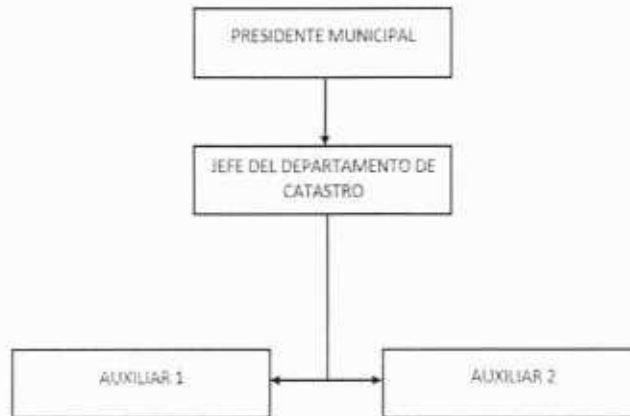 PRESIDENTE MUNICIPAL
JEFE DEL DEPARTAMENTO DE
CATASTRO
AUXILIAR 1
AUXILIAR 2